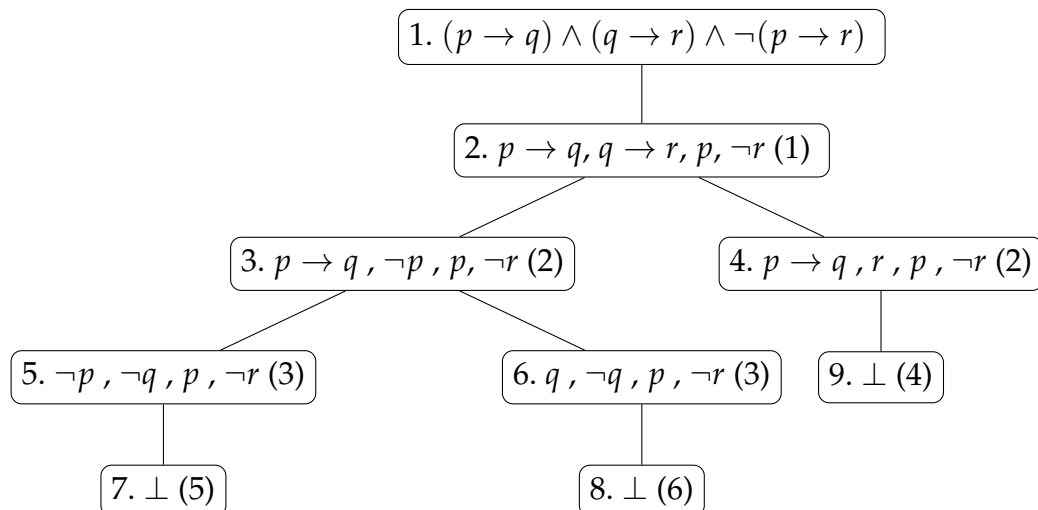 1. (p → q) ∧ (q → r) ∧ ¬(p → r)
2. p → q, q → r, p, ¬r (1)
3. p → q , ¬p , p, ¬r (2)
4. p → q , r , p , ¬r (2)
5. ¬p , ¬q , p , ¬r (3)
6. q , ¬q , p , ¬r (3)
9. ⊥ (4)
7. ⊥ (5)
8. ⊥ (6)